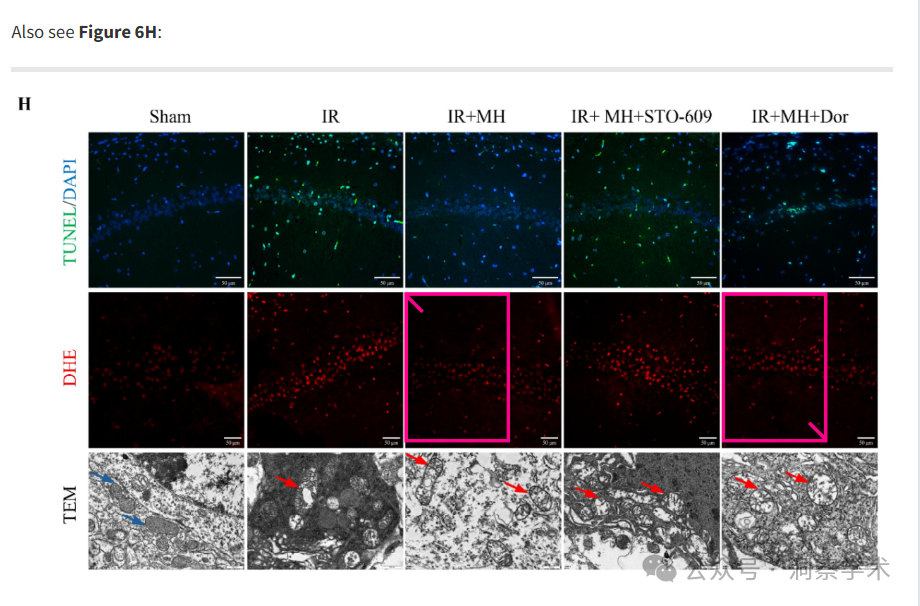 Also see Figure 6H:
H
Sham IR IR+MH IR+ MH+STO-609 IR+MH+Dor
TUNEL/DAPI
50 μm 50 μm 50 μm 50 μm 50 μm
DHE
50 μm 50 μm 50 μm 50 μm 50 μm
TEM
公众号 · 洞察学术